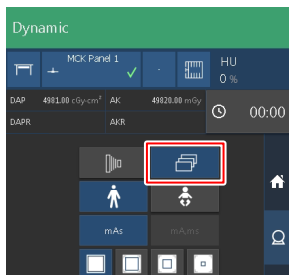 Dynamic
MCK Panel 1
HU
0 %
DAP 4981.00 cGy·cm² AK 49820.00 mGy
00:00
DAPR AKR
mAs mA,ms